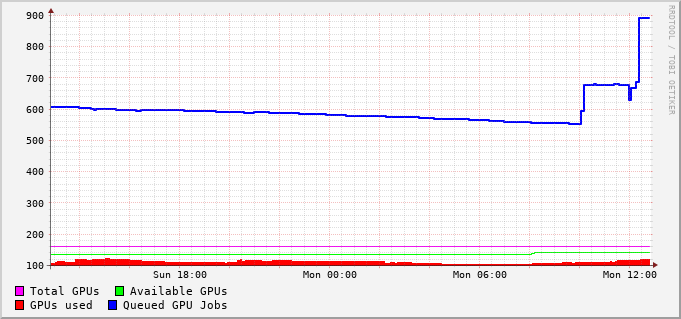 900
800
700
600
500
400
300
200
100
Sun 18:00 Mon 00:00 Mon 06:00 Mon 12:00
Total GPUs Available GPUs
GPUs used Queued GPU Jobs
RRDTOOL / TOBI OETIKER